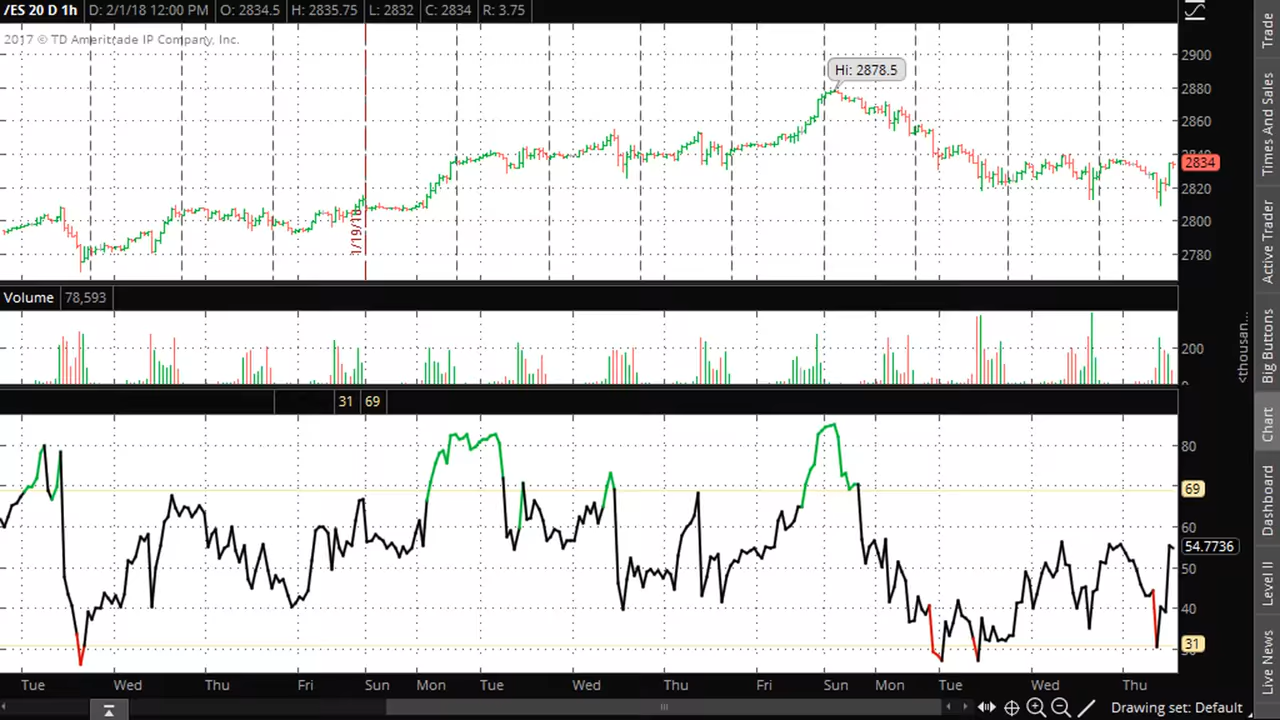 /ES 20 D 1h D: 2/1/18 12:00 PM O: 2834.5 H: 2835.75 L: 2832 C: 2834 R: 3.75
2017 © TD Ameritrade IP Company, Inc.
Hi: 2878.5
1/19/18
2900
2880
2860
2840
2834
2820
2800
2780
Volume 78,593
200
<thousan...
31 69
80
69
60
54.7736
50
40
31
30
Tue Wed Thu Fri Sun Mon Tue Wed Thu Fri Sun Mon Tue Wed Thu
Drawing set: Default
Trade
Times And Sales
Active Trader
Big Buttons
Chart
Dashboard
Level II
Live News